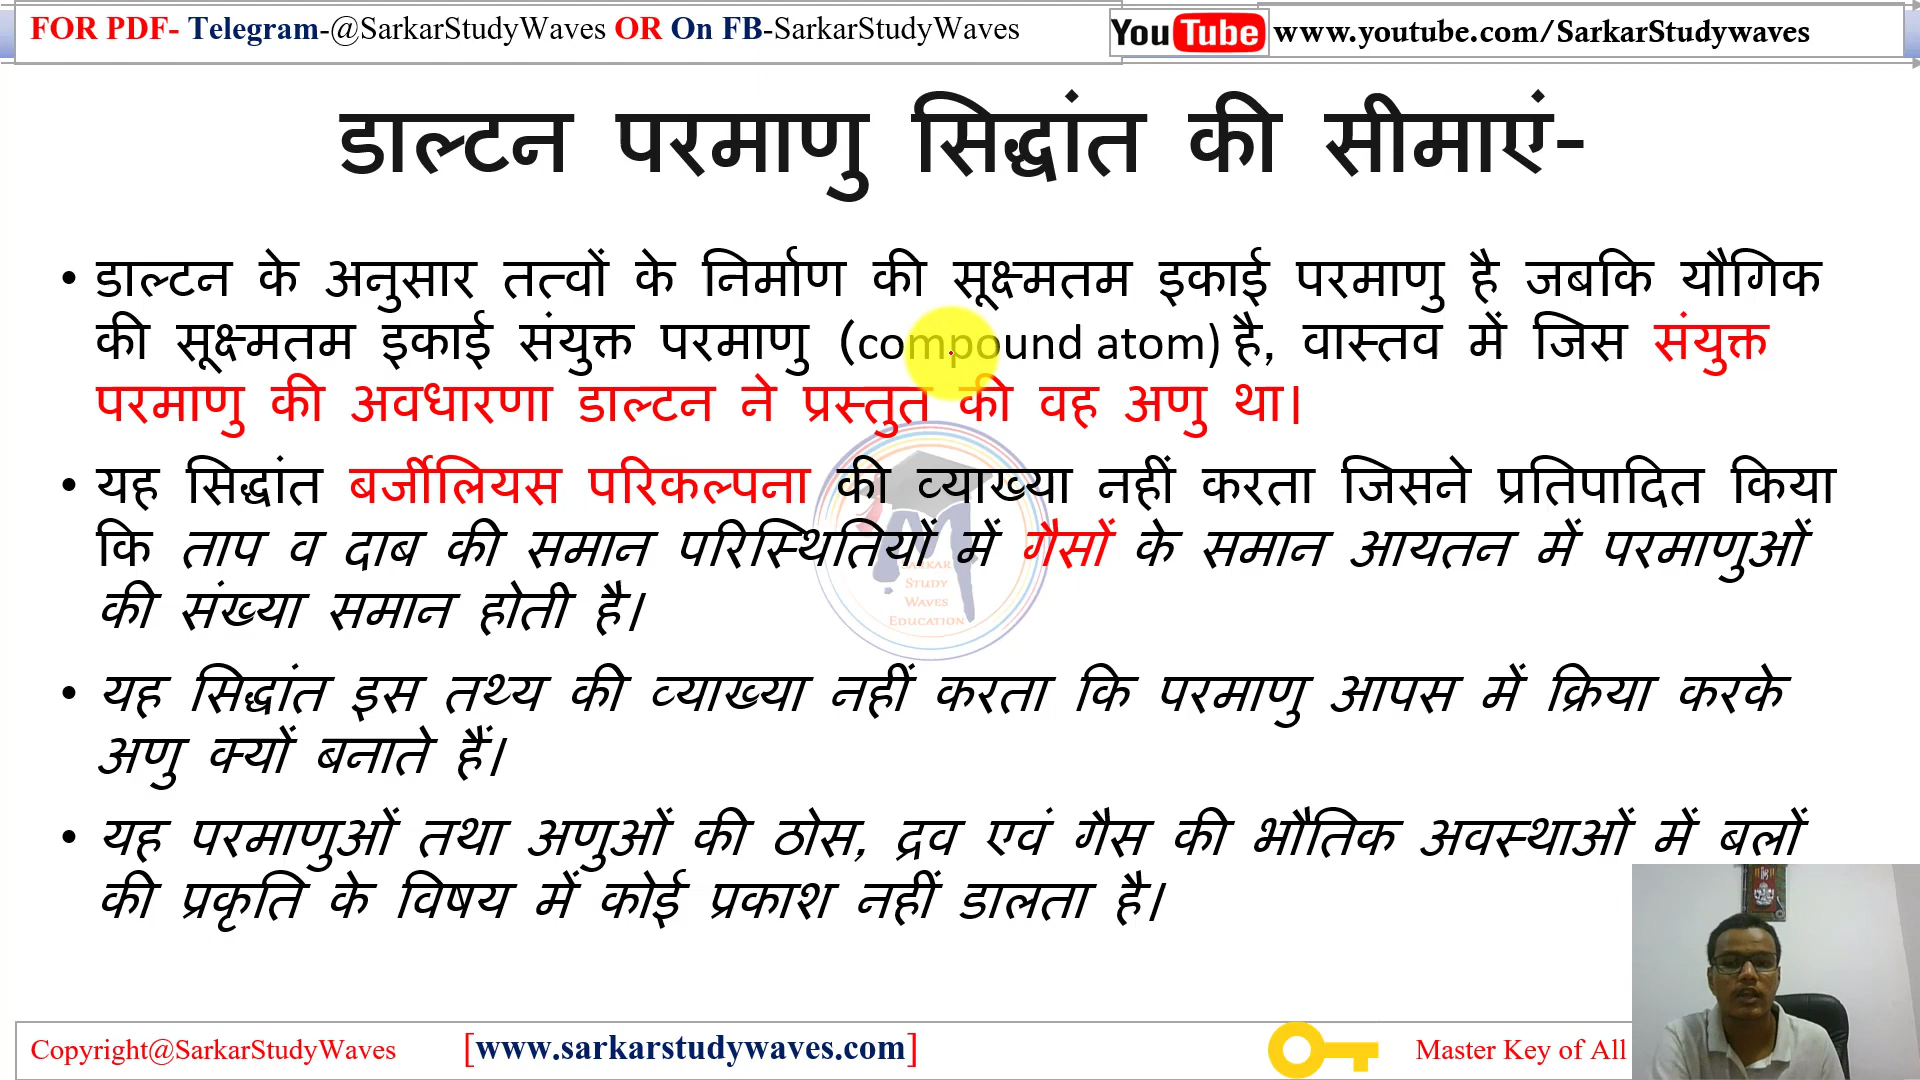 FOR PDF- Telegram-@SarkarStudyWaves OR On FB-SarkarStudyWaves
YouTube www.youtube.com/SarkarStudywaves
डाल्टन परमाणु सिद्धांत की सीमाएं-
• डाल्टन के अनुसार तत्वों के निर्माण की सूक्ष्मतम इकाई परमाणु है जबकि यौगिक
की सूक्ष्मतम इकाई संयुक्त परमाणु (compound atom) है, वास्तव में जिस संयुक्त
परमाणु की अवधारणा डाल्टन ने प्रस्तुत की वह अणु था।
• यह सिद्धांत बर्जीलियस परिकल्पना की व्याख्या नहीं करता जिसने प्रतिपादित किया
कि ताप व दाब की समान परिस्थितियों में गैसों के समान आयतन में परमाणुओं
की संख्या समान होती है।
• यह सिद्धांत इस तथ्य की व्याख्या नहीं करता कि परमाणु आपस में क्रिया करके
अणु क्यों बनाते हैं।
• यह परमाणुओं तथा अणुओं की ठोस, द्रव एवं गैस की भौतिक अवस्थाओं में बलों
की प्रकृति के विषय में कोई प्रकाश नहीं डालता है।
SARKAR
STUDY
WAVES
EDUCATION
Copyright@SarkarStudyWaves
[www.sarkarstudywaves.com]
Master Key of All